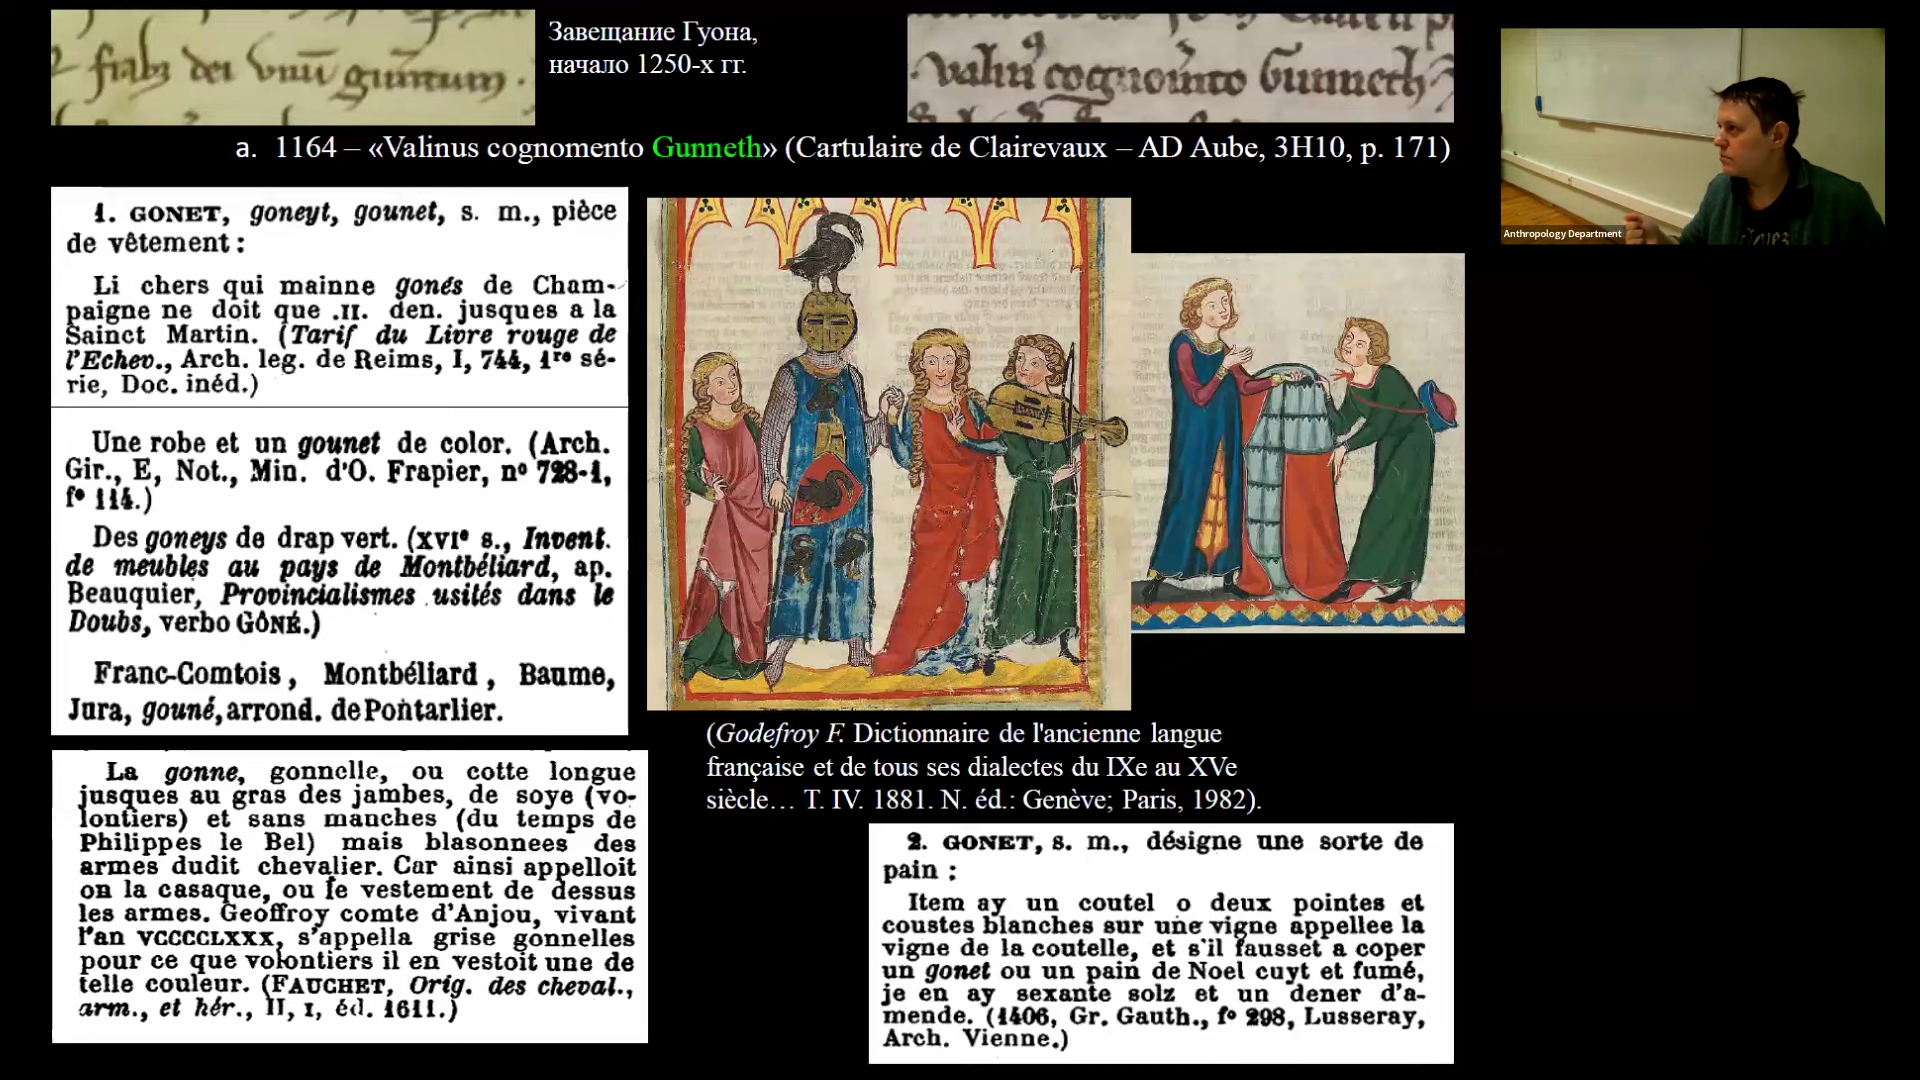 Завещание Гуона,
начало 1250-х гг.
a. 1164 – «Valinus cognomento Gunneth» (Cartulaire de Clairevaux – AD Aube, 3H10, p. 171)
Anthropology Department
1. GONET, goneyt, gounet, s. m., pièce
de vêtement :
Li chers qui mainne gonés de Cham-
paigne ne doit que .II. den. jusques a la
Sainct Martin. (Tarif du Livre rouge de
l'Echev., Arch. leg. de Reims, I, 744, 1re sé-
rie, Doc. inéd.)
Une robe et un gounet de color. (Arch.
Gir., E, Not., Min. d'O. Frapier, no 728-1,
fo 114.)
Des goneys de drap vert. (XVIe s., Invent.
de meubles au pays de Montbéliard, ap.
Beauquier, Provincialismes usités dans le
Doubs, verbo GÔNÉ.)
Franc-Comtois, Montbéliard, Baume,
Jura, gouné, arrond. de Pontarlier.
La gonne, gonnelle, ou cotte longue
jusques au gras des jambes, de soye (vo-
lontiers) et sans manches (du temps de
Philippes le Bel) mais blasonnees des
armes dudit chevalier. Car ainsi appelloit
on la casaque, ou le vestement de dessus
les armes. Geoffroy comte d'Anjou, vivant
l'an VCCCCLXXX, s'appella grise gonnelles
pour ce que volontiers il en vestoit une de
telle couleur. (FAUCHET, Orig. des cheval.,
arm., et hér., II, I, éd. 1611.)
(Godefroy F. Dictionnaire de l'ancienne langue
française et de tous ses dialectes du IXe au XVe
siècle… T. IV. 1881. N. éd.: Genève; Paris, 1982).
2. GONET, s. m., désigne une sorte de
pain :
Item ay un coutel o deux pointes et
coustes blanches sur une vigne appellee la
vigne de la coutelle, et s'il fausset a coper
un gonet ou un pain de Noel cuyt et fumé,
je en ay sexante solz et un dener d'a-
mende. (1406, Gr. Gauth., fo 298, Lusseray,
Arch. Vienne.)